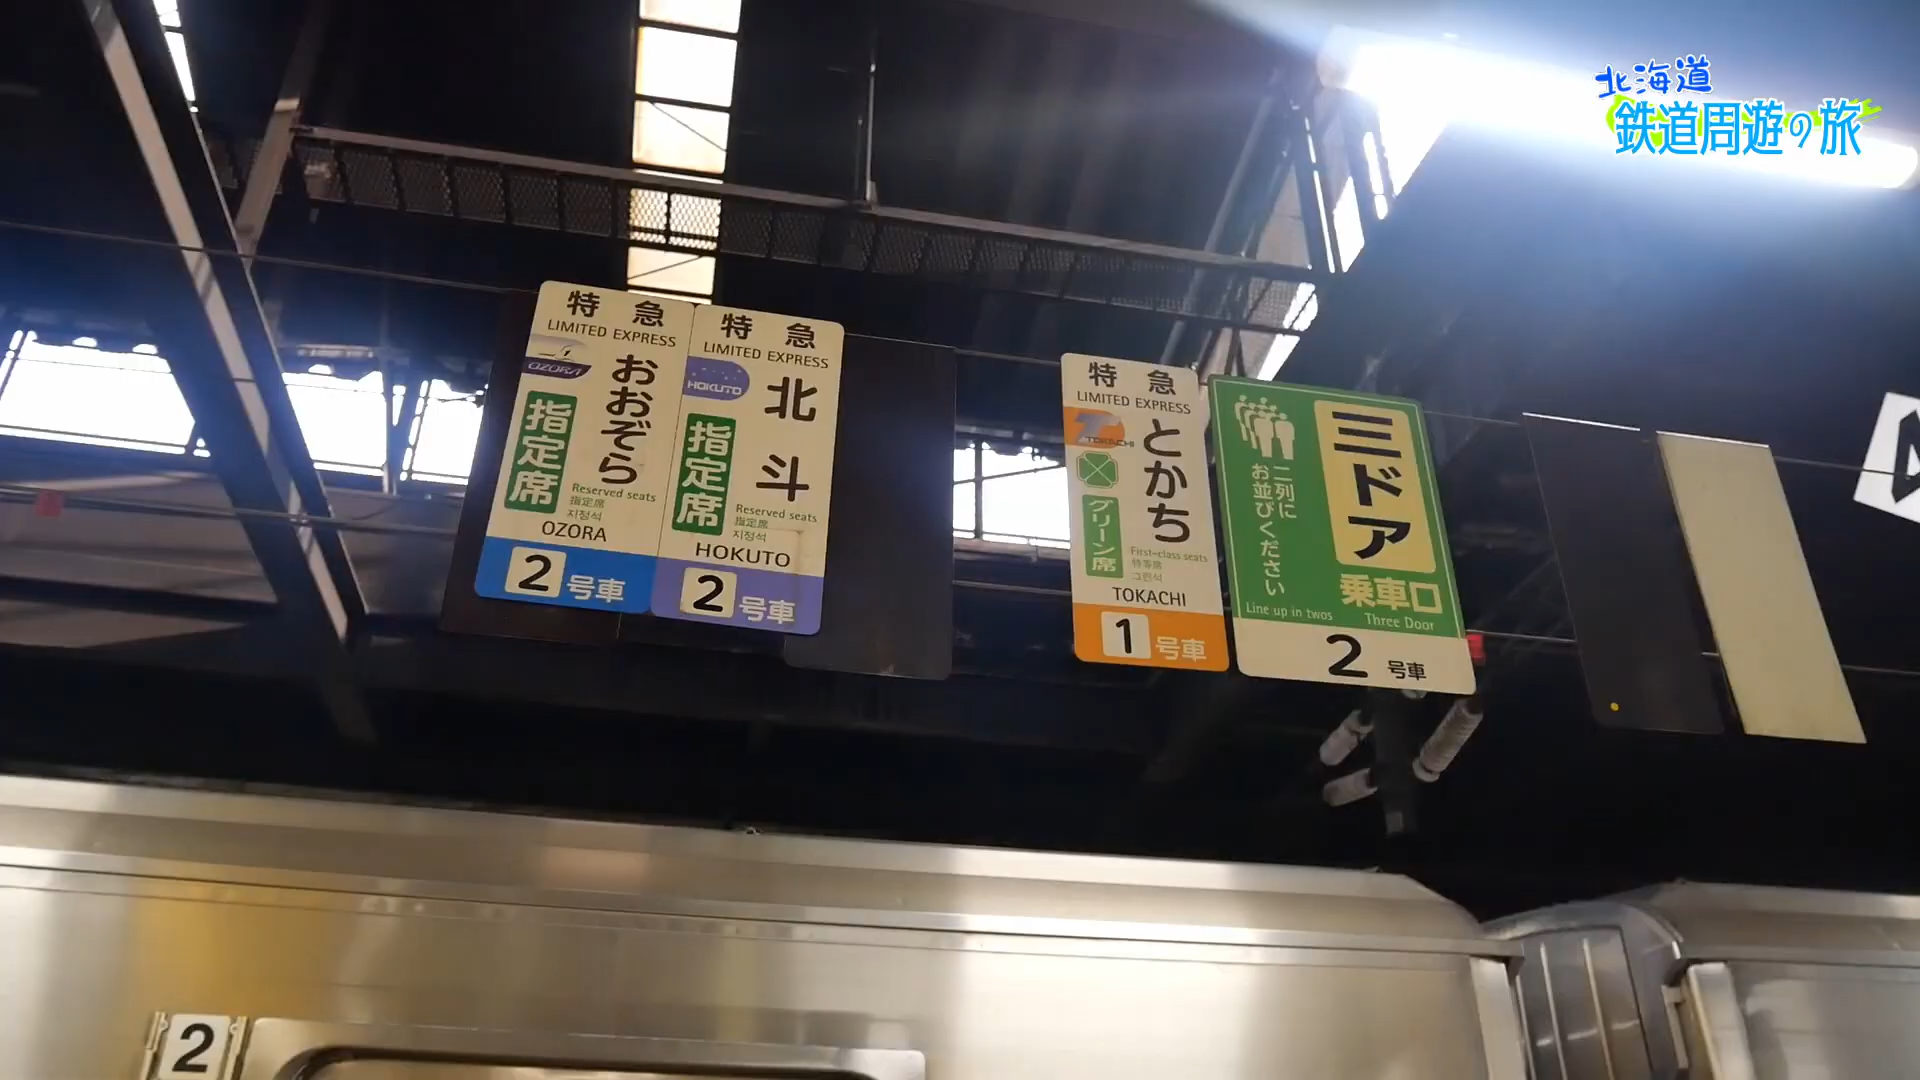 北海道
鉄道周遊の旅
特急
LIMITED EXPRESS
OZORA
おおぞら
指定席
Reserved seats
指定席
지정석
OZORA
2号車
特急
LIMITED EXPRESS
HOKUTO
北斗
指定席
Reserved seats
指定席
지정석
HOKUTO
2号車
特急
LIMITED EXPRESS
TOKACHI
とかち
グリーン席
First-class seats
特等席
그린석
TOKACHI
1号車
三ドア
乗車口
Three Door
二列に
お並びください
Line up in twos
2号車
2